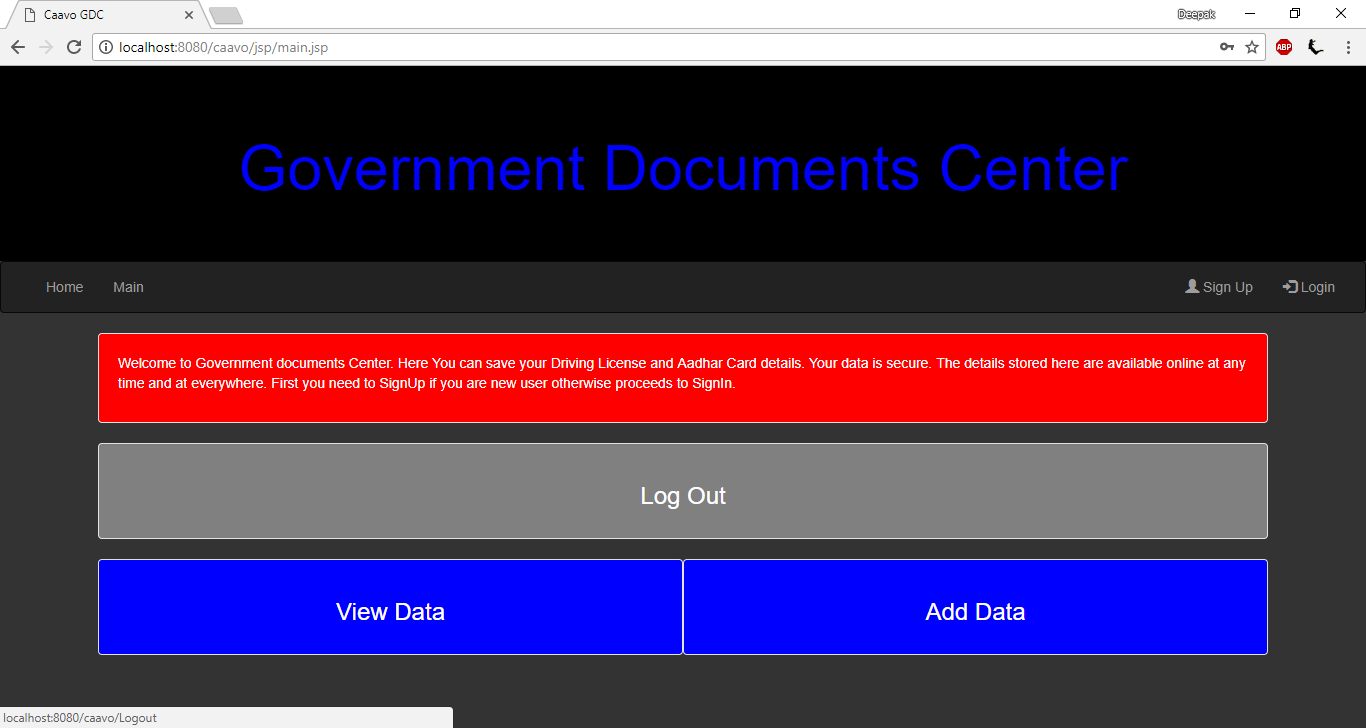 Caavo GDC
Deepak
localhost:8080/caavo/jsp/main.jsp
ABP
Government Documents Center
Home Main Sign Up Login
Welcome to Government documents Center. Here You can save your Driving License and Aadhar Card details. Your data is secure. The details stored here are available online at any
time and at everywhere. First you need to SignUp if you are new user otherwise proceeds to SignIn.
Log Out
View Data Add Data
localhost:8080/caavo/Logout